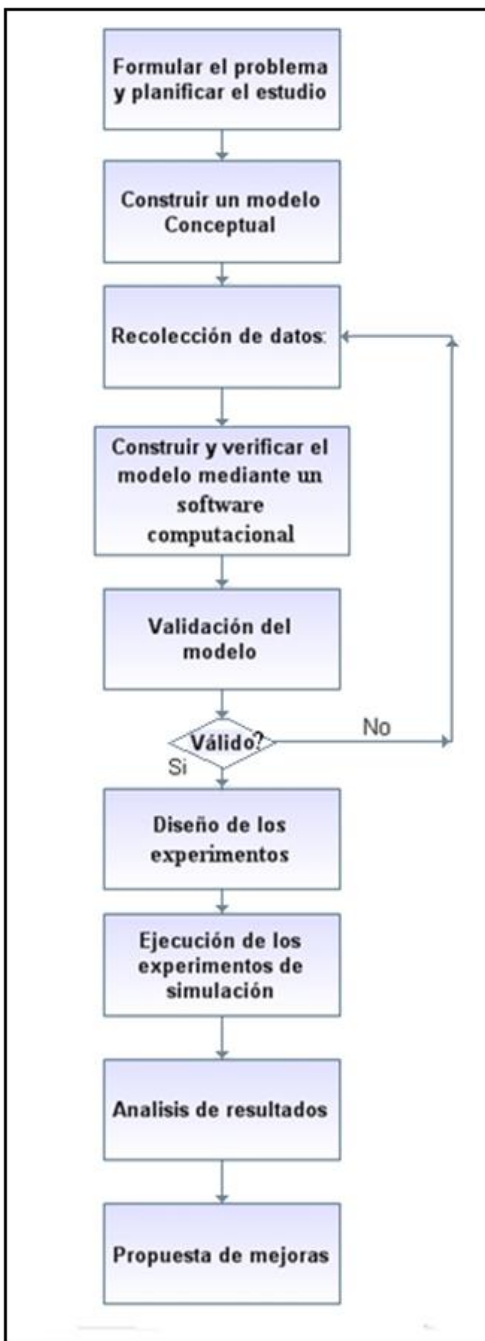 Formular el problema
y planificar el estudio
Construir un modelo
Conceptual
Recolección de datos:
Construir y verificar el
modelo mediante un
software
computacional
Validación del
modelo
Válido?
No
Si
Diseño de los
experimentos
Ejecución de los
experimentos de
simulación
Analisis de resultados
Propuesta de mejoras